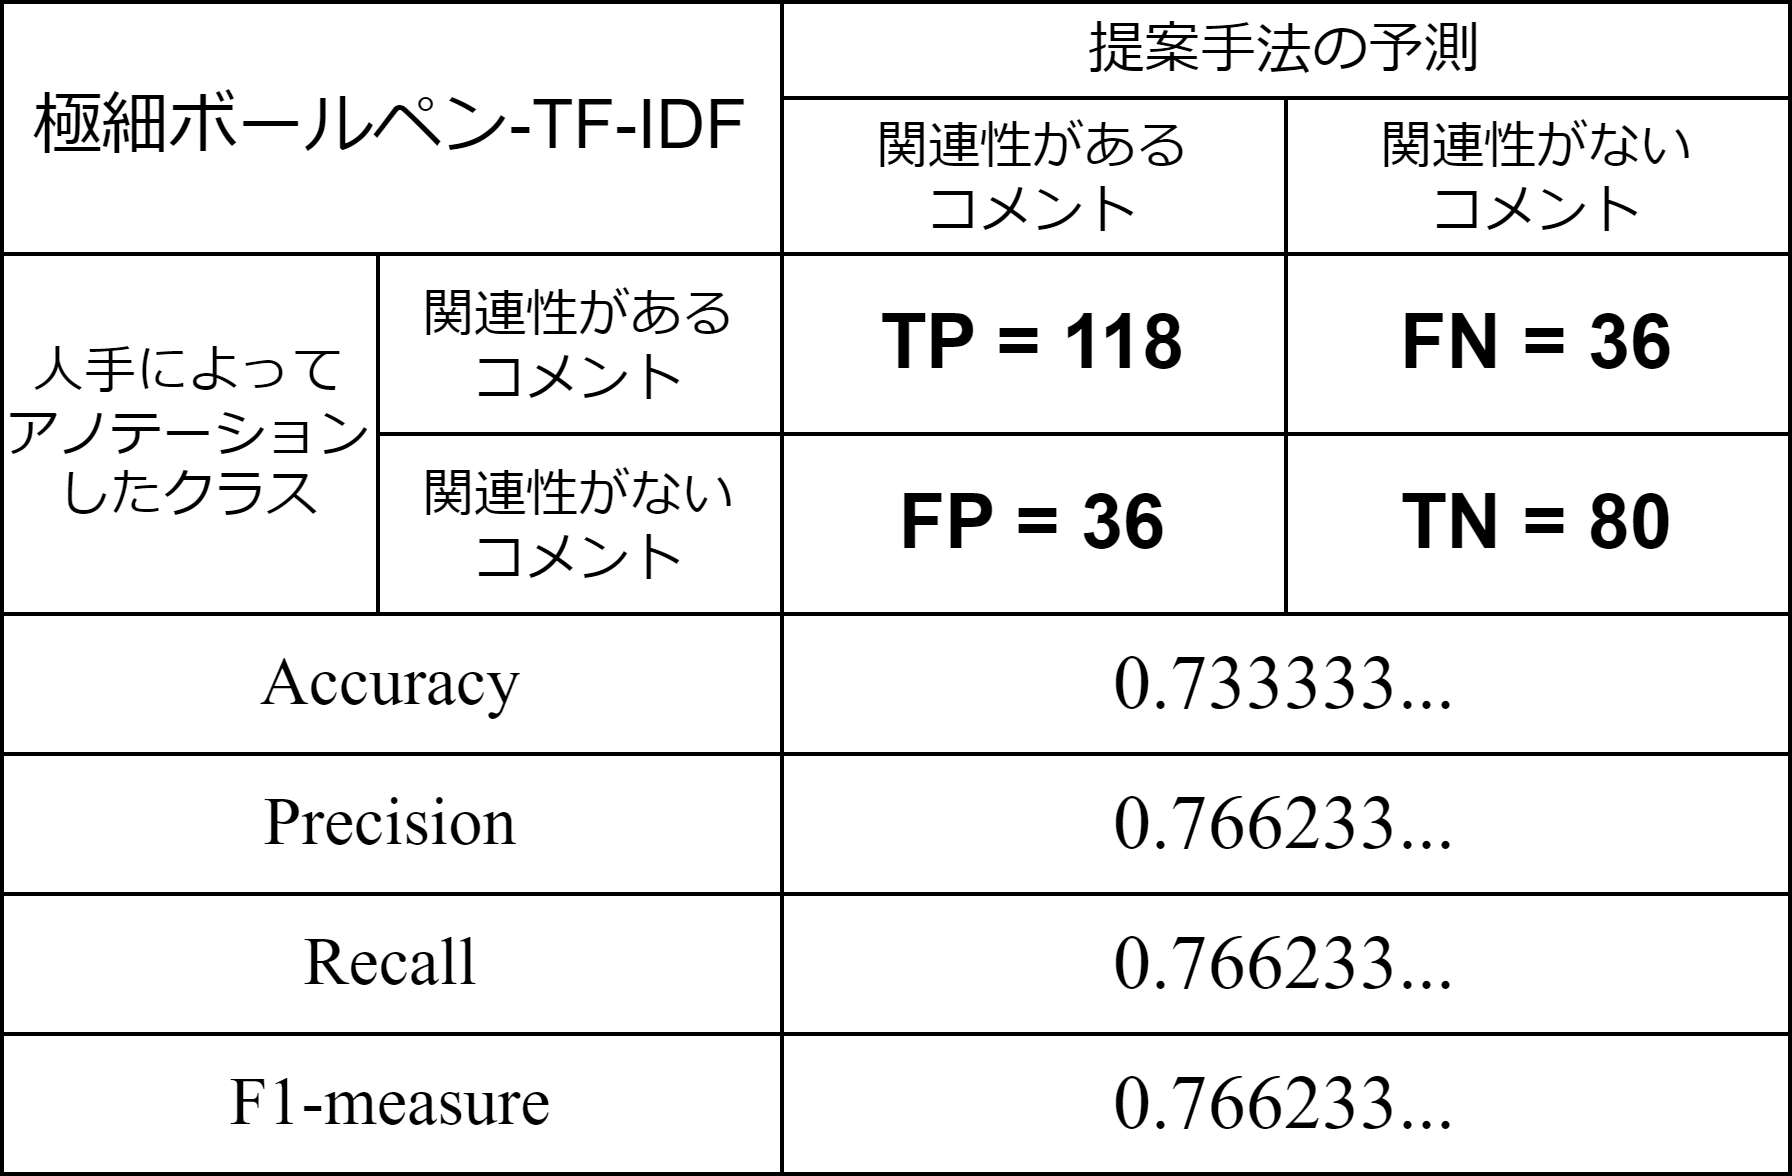 極細ボールペン-TF-IDF
提案手法の予測
関連性がある
コメント
関連性がない
コメント
人手によって
アノテーション
したクラス
関連性がある
コメント
TP = 118
FN = 36
関連性がない
コメント
FP = 36
TN = 80
Accuracy
0.733333...
Precision
0.766233...
Recall
0.766233...
F1-measure
0.766233...